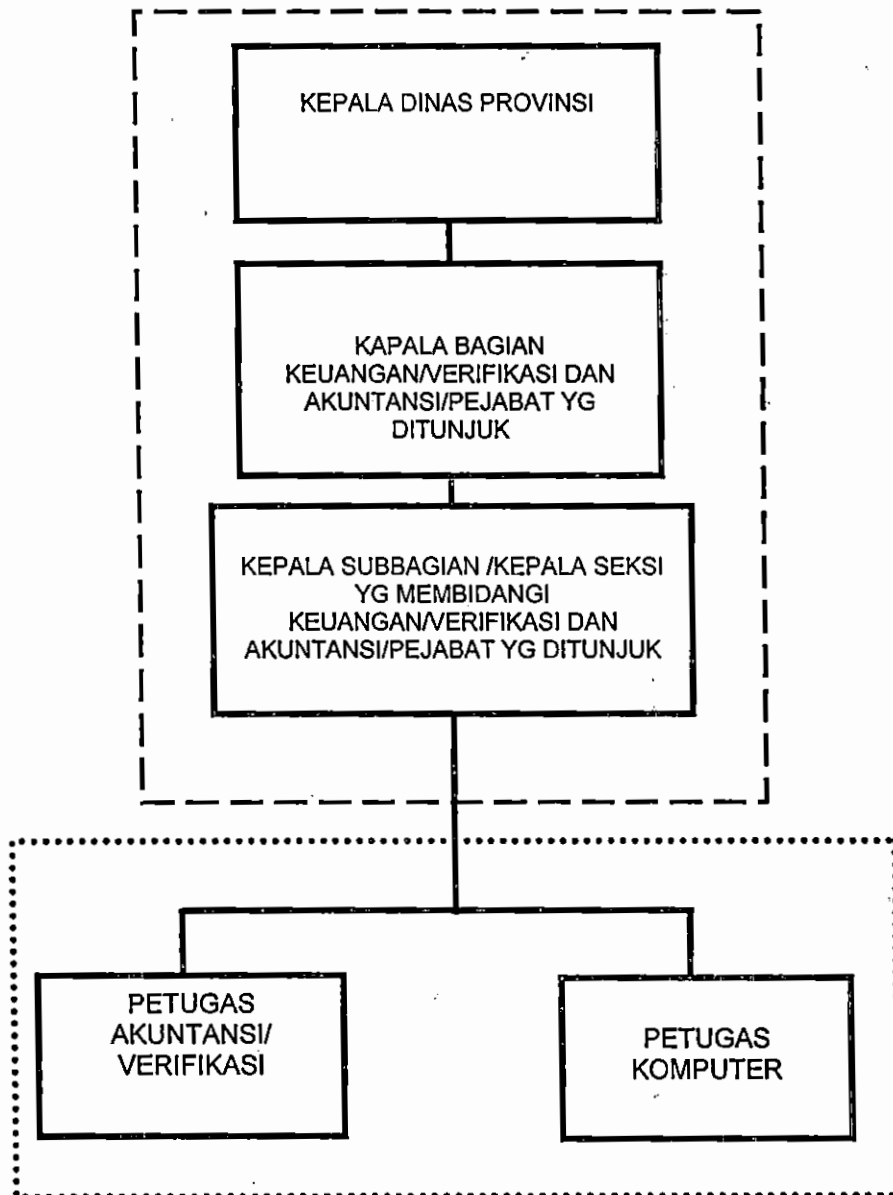 KEPALA DINAS PROVINSI
KAPALA BAGIAN
KEUANGAN/VERIFIKASI DAN
AKUNTANSI/PEJABAT YG
DITUNJUK
KEPALA SUBBAGIAN /KEPALA SEKSI
YG MEMBIDANGI
KEUANGAN/VERIFIKASI DAN
AKUNTANSI/PEJABAT YG DITUNJUK
PETUGAS
AKUNTANSI/
VERIFIKASI
PETUGAS
KOMPUTER